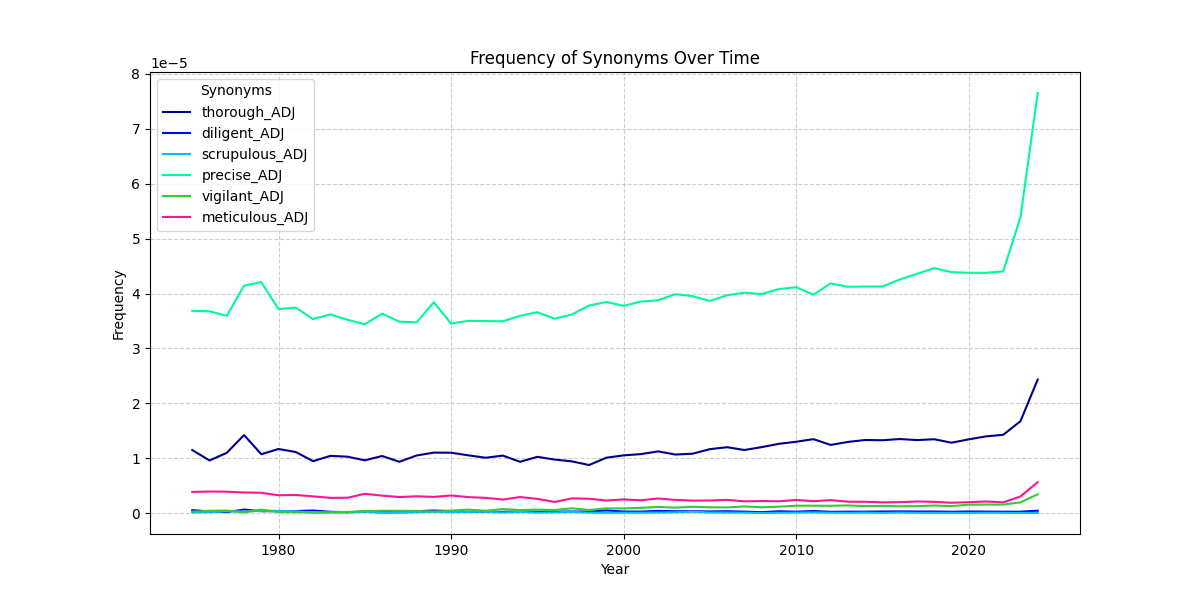 Frequency of Synonyms Over Time
1e−5
8
7
6
5
4
3
2
1
0
Frequency
Synonyms
thorough_ADJ
diligent_ADJ
scrupulous_ADJ
precise_ADJ
vigilant_ADJ
meticulous_ADJ
1980 1990 2000 2010 2020
Year